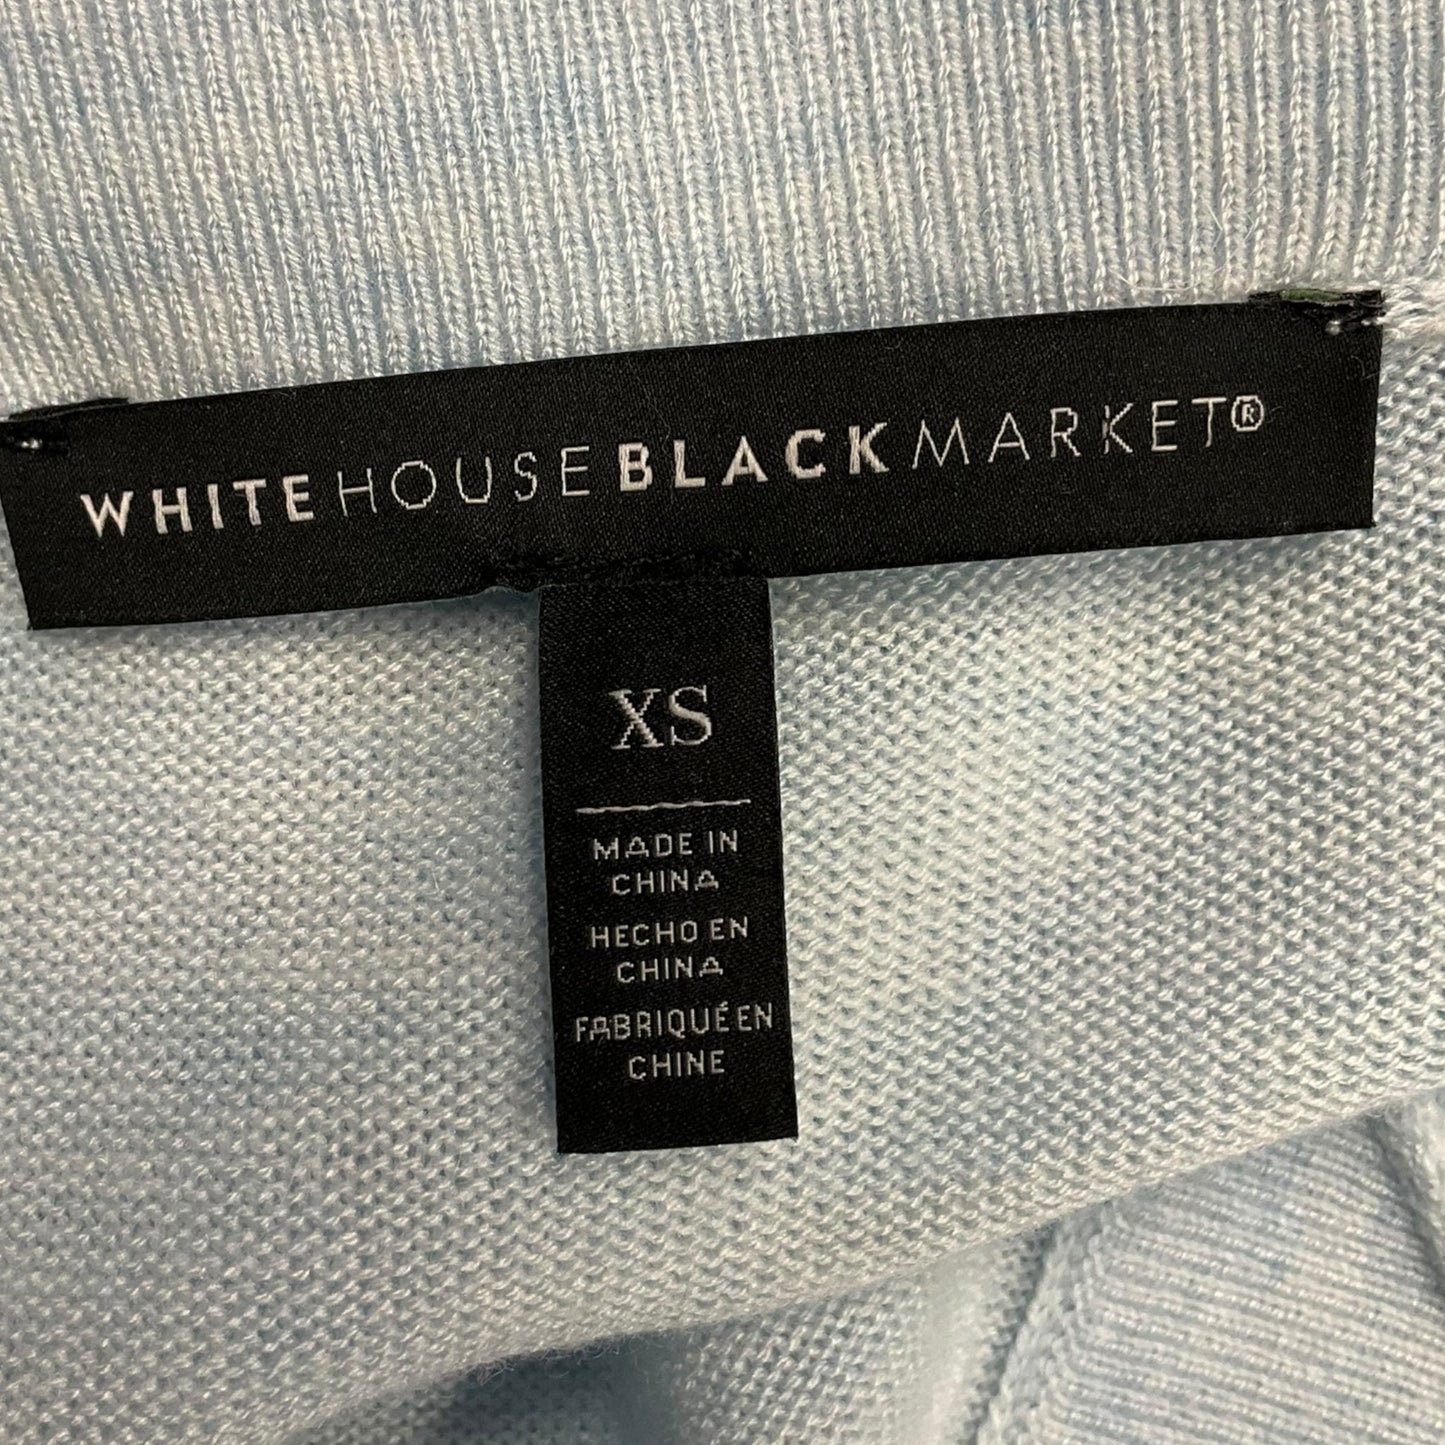 WHITEHOUSEBLACKMARKET®
XS
MADE IN
CHINA
HECHO EN
CHINA
FABRIQUÉ EN
CHINE